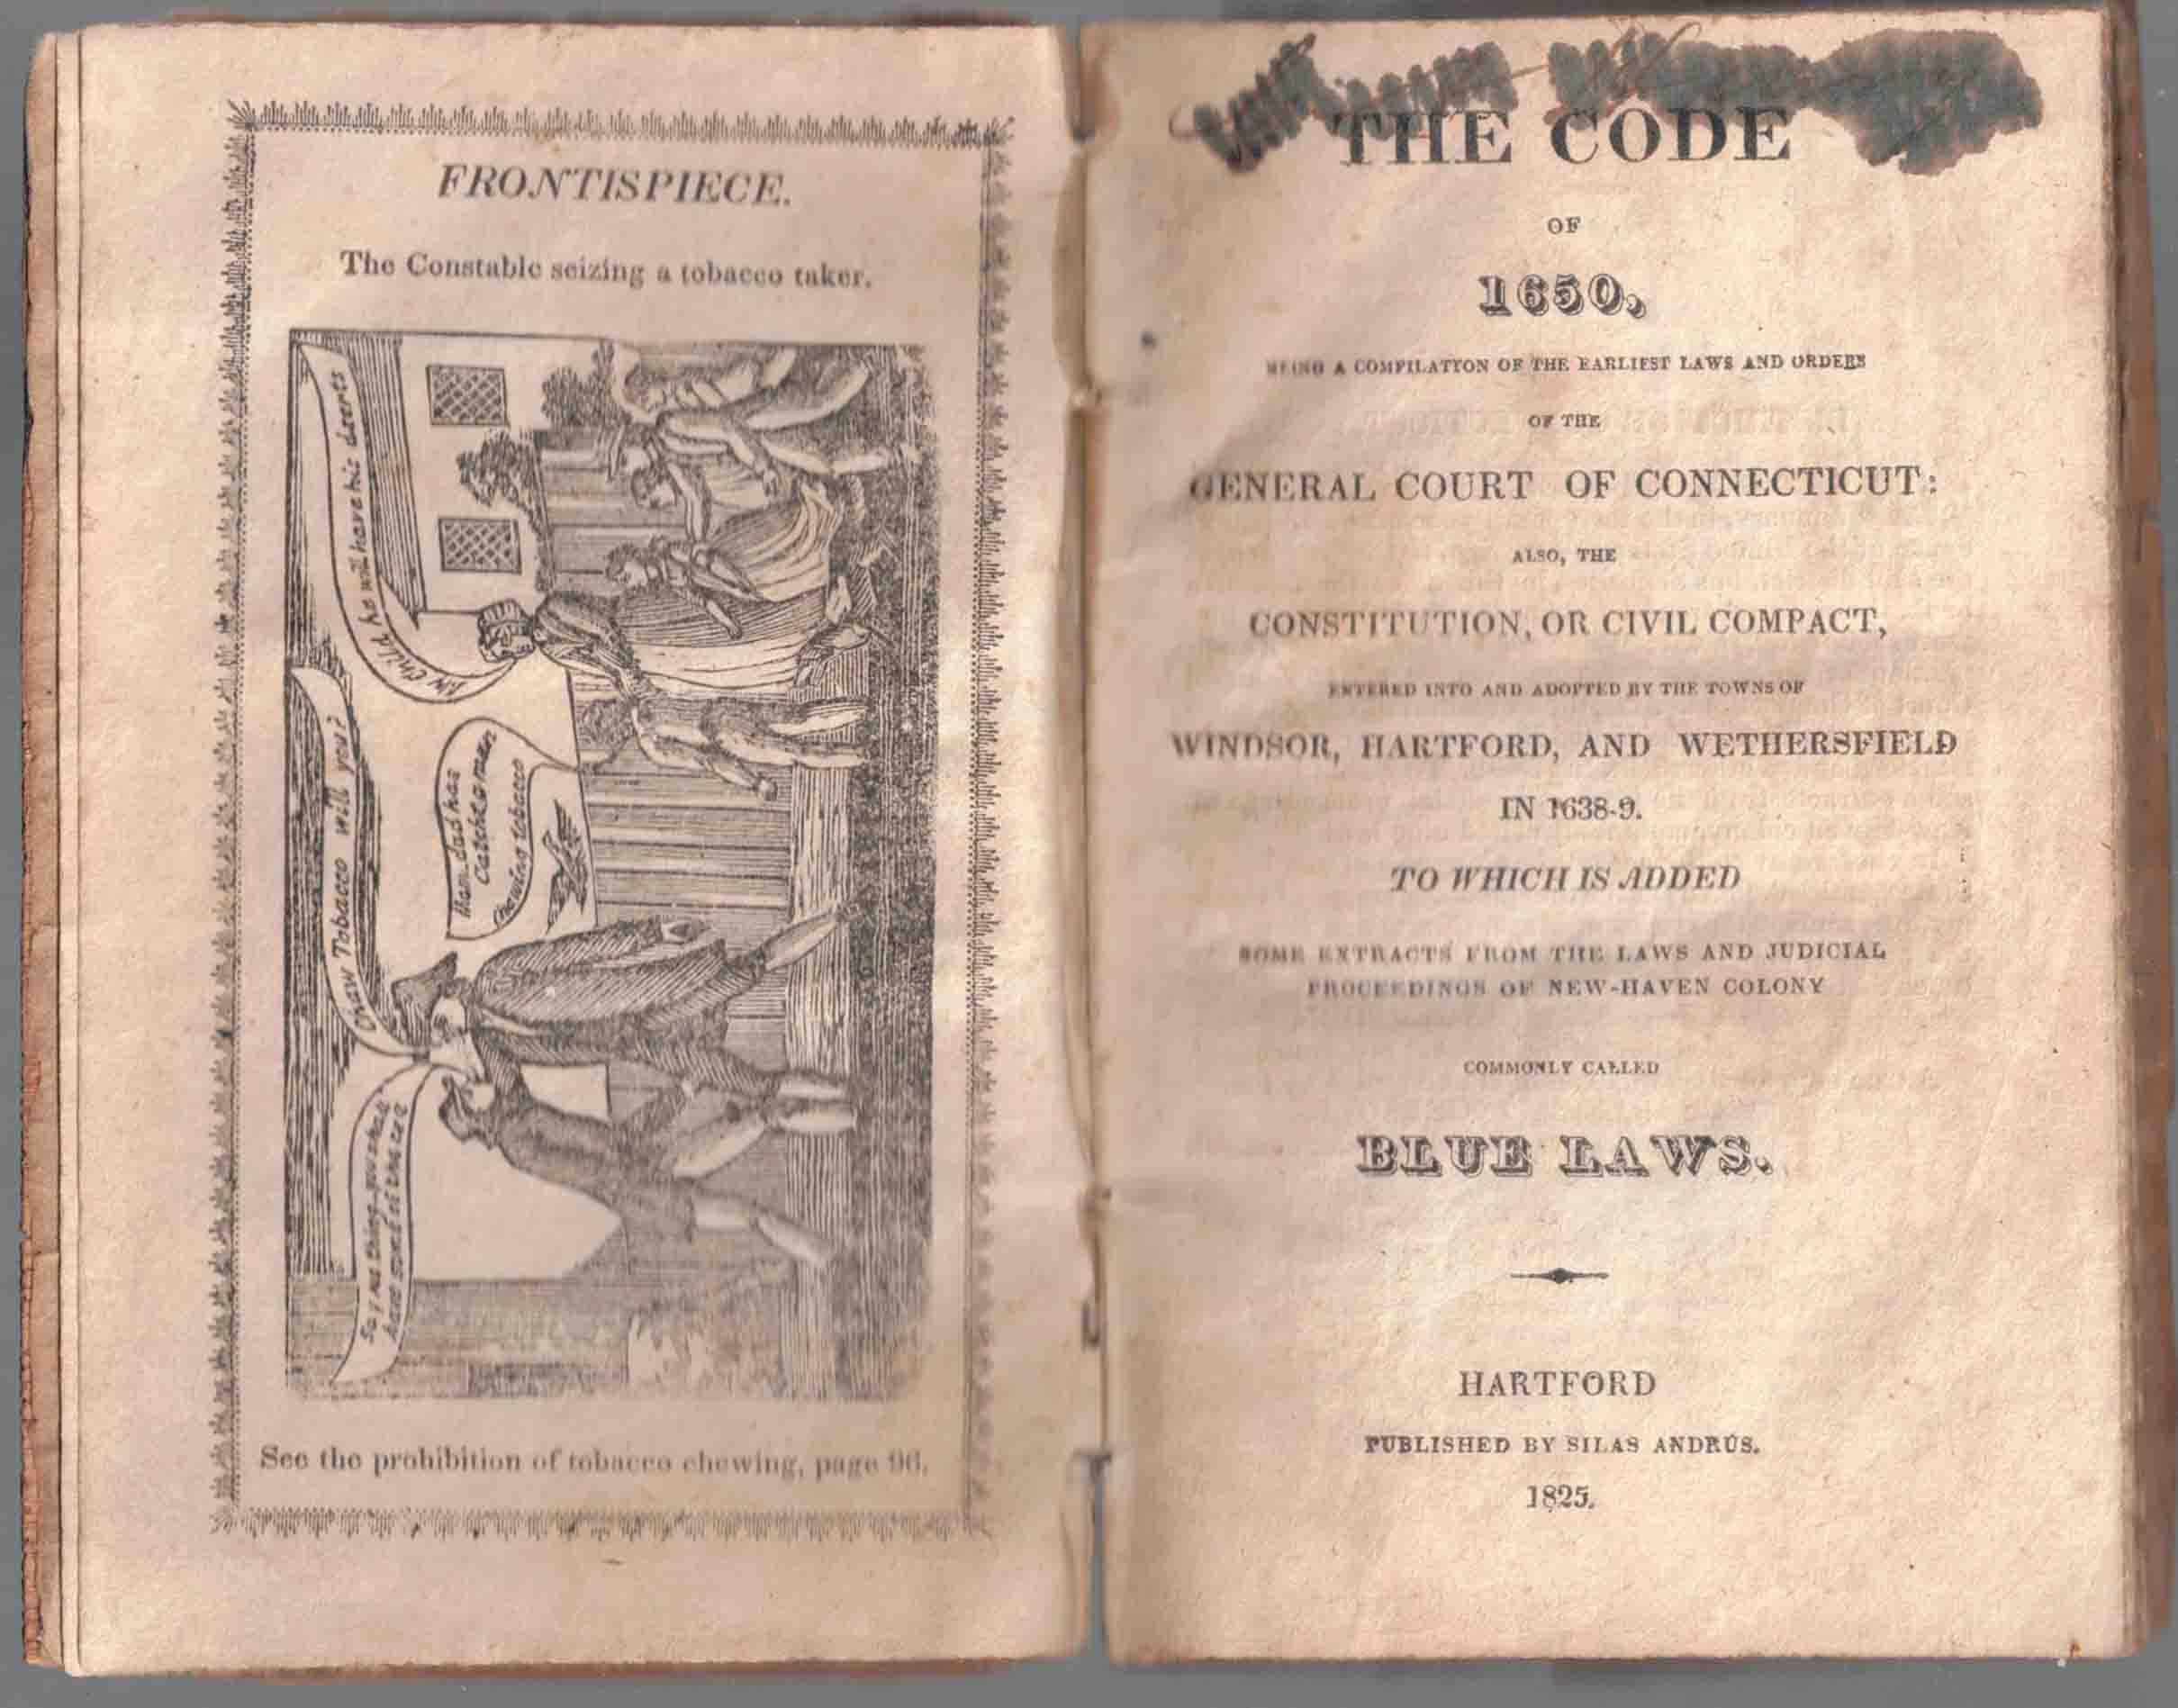 FRONTISPIECE.
The Constable seizing a tobacco taker.
My Child he will have his deserts
Chaw Tobacco will you?
Mam dad has
Catcht a man
chawing tobacco
See the prohibition of tobacco chewing, page 96.
THE CODE
OF
1650,
BEING A COMPILATION OF THE EARLIEST LAWS AND ORDERS
OF THE
GENERAL COURT OF CONNECTICUT:
ALSO, THE
CONSTITUTION, OR CIVIL COMPACT,
ENTERED INTO AND ADOPTED BY THE TOWNS OF
WINDSOR, HARTFORD, AND WETHERSFIELD
IN 1638-9.
TO WHICH IS ADDED
SOME EXTRACTS FROM THE LAWS AND JUDICIAL
PROCEEDINGS OF NEW-HAVEN COLONY
COMMONLY CALLED
BLUE LAWS.
HARTFORD
PUBLISHED BY SILAS ANDRUS.
1825.